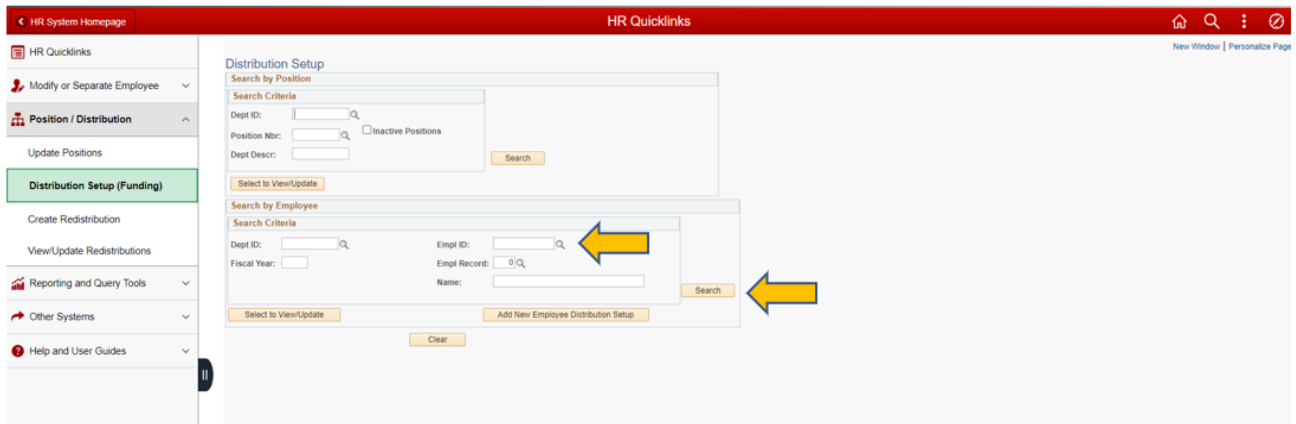 HR System Homepage
HR Quicklinks
New Window | Personalize Page
HR Quicklinks
Modify or Separate Employee
Position / Distribution
Update Positions
Distribution Setup (Funding)
Create Redistribution
View/Update Redistributions
Reporting and Query Tools
Other Systems
Help and User Guides
Distribution Setup
Search by Position
Search Criteria
Dept ID:
Position Nbr: Inactive Positions
Dept Descr:
Search
Select to View/Update
Search by Employee
Search Criteria
Dept ID: Empl ID:
Fiscal Year: Empl Record: 0
Name:
Search
Select to View/Update Add New Employee Distribution Setup
Clear